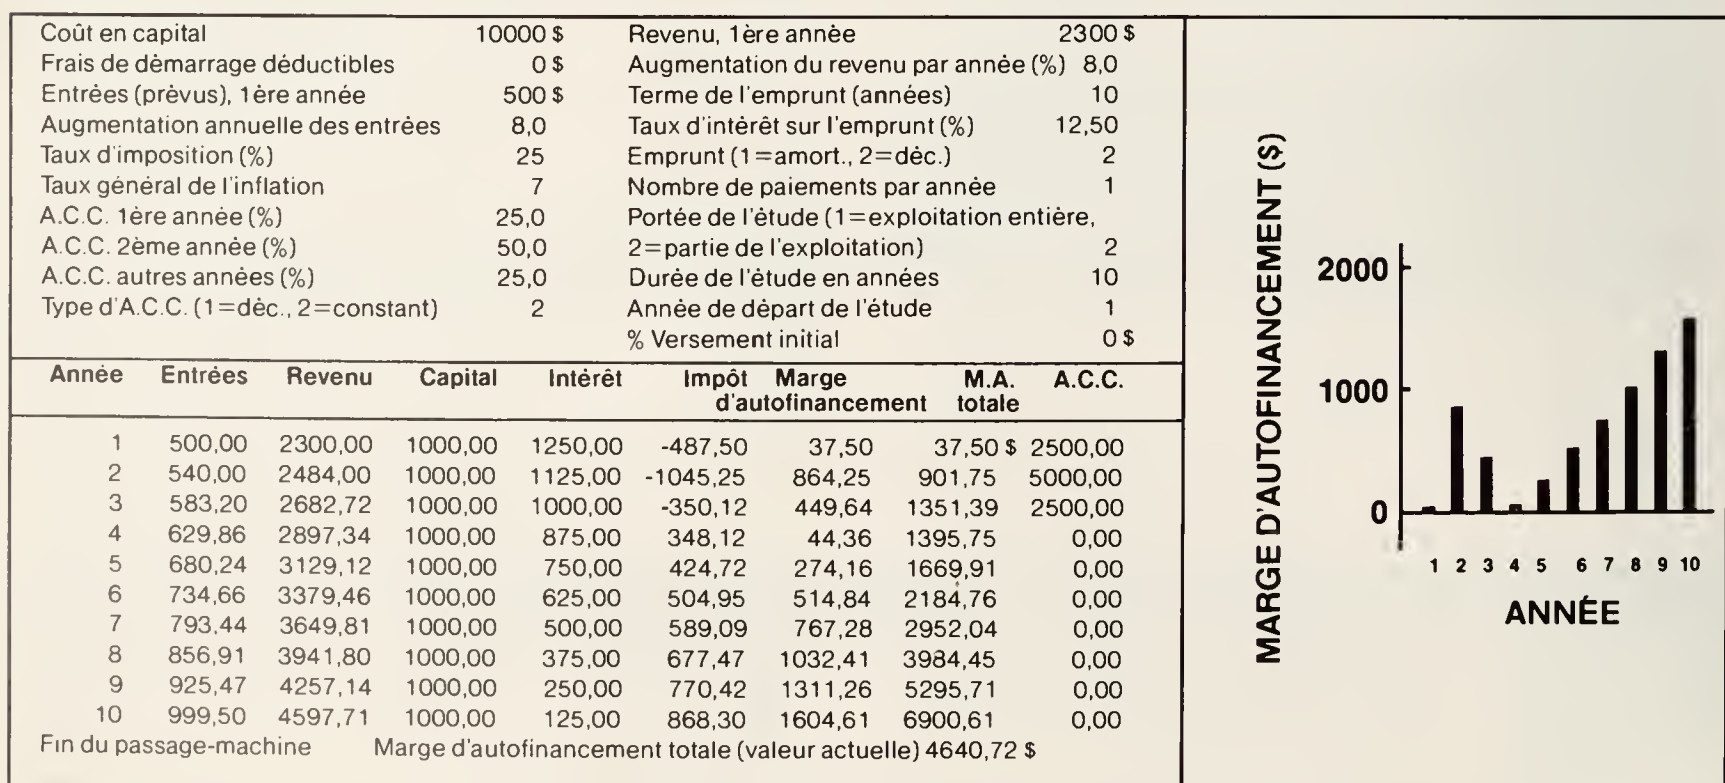 Coût en capital 10000 $
Frais de démarrage déductibles 0 $
Entrées (prévus), 1ère année 500 $
Augmentation annuelle des entrées 8,0
Taux d'imposition (%) 25
Taux général de l'inflation 7
A.C.C. 1ère année (%) 25,0
A.C.C. 2ème année (%) 50,0
A.C.C. autres années (%) 25,0
Type d'A.C.C. (1=déc., 2=constant) 2
Revenu, 1ère année 2300 $
Augmentation du revenu par année (%) 8,0
Terme de l'emprunt (années) 10
Taux d'intérêt sur l'emprunt (%) 12,50
Emprunt (1=amort., 2=déc.) 2
Nombre de paiements par année 1
Portée de l'étude (1=exploitation entière,
2=partie de l'exploitation) 2
Durée de l'étude en années 10
Année de départ de l'étude 1
% Versement initial 0 $
Année Entrées Revenu Capital Intérêt Impôt Marge M.A. A.C.C.
d'autofinancement totale
1 500,00 2300,00 1000,00 1250,00 -487,50 37,50 37,50 $ 2500,00
2 540,00 2484,00 1000,00 1125,00 -1045,25 864,25 901,75 5000,00
3 583,20 2682,72 1000,00 1000,00 -350,12 449,64 1351,39 2500,00
4 629,86 2897,34 1000,00 875,00 348,12 44,36 1395,75 0,00
5 680,24 3129,12 1000,00 750,00 424,72 274,16 1669,91 0,00
6 734,66 3379,46 1000,00 625,00 504,95 514,84 2184,76 0,00
7 793,44 3649,81 1000,00 500,00 589,09 767,28 2952,04 0,00
8 856,91 3941,80 1000,00 375,00 677,47 1032,41 3984,45 0,00
9 925,47 4257,14 1000,00 250,00 770,42 1311,26 5295,71 0,00
10 999,50 4597,71 1000,00 125,00 868,30 1604,61 6900,61 0,00
Fin du passage-machine Marge d'autofinancement totale (valeur actuelle) 4640,72 $
MARGE D'AUTOFINANCEMENT ($)
2000
1000
0
1 2 3 4 5 6 7 8 9 10
ANNÉE